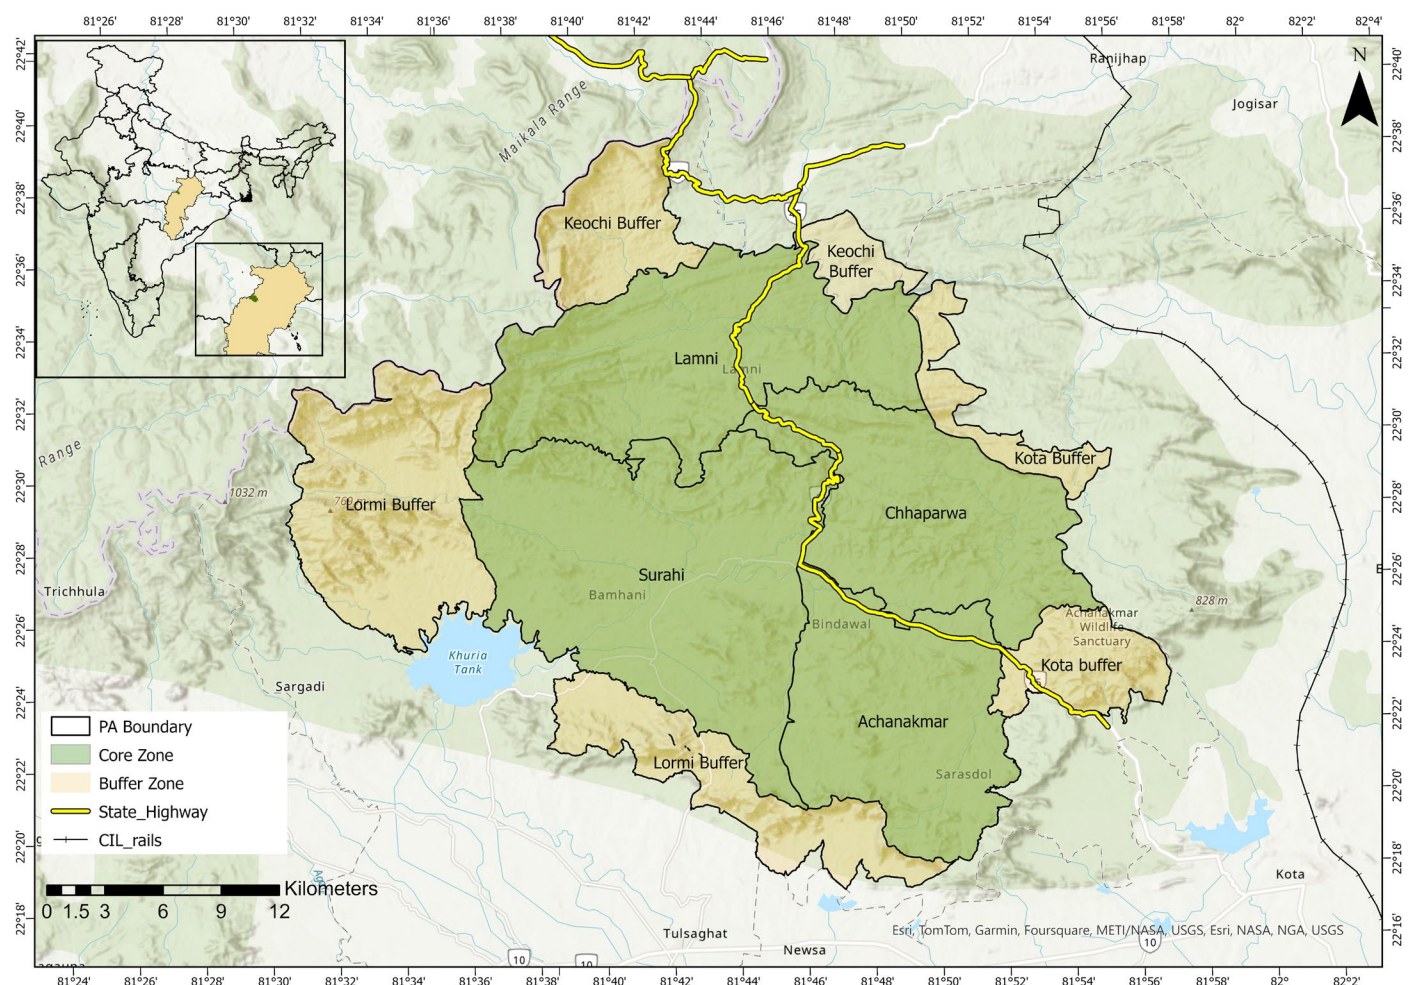 81°26' 81°28' 81°30' 81°32' 81°34' 81°36' 81°38' 81°40' 81°42' 81°44' 81°46' 81°48' 81°50' 81°52' 81°54' 81°56' 81°58' 82° 82°2' 82°4'
22°42' 22°40' 22°38' 22°36' 22°34' 22°32' 22°30' 22°28' 22°26' 22°24' 22°22' 22°20' 22°18'
N
Ranijhap
Jogisar
Maikala Range
Keochi Buffer
Keochi
Buffer
Lamni
Lamni
Range
1032 m
Lormi Buffer
Kota Buffer
Chhaparwa
Surahi
Bamhani
Trichhula
828 m
Achanakmar
Wildlife
Sanctuary
Bindawal
Khuria
Tank
Kota buffer
Sargadi
Achanakmar
PA Boundary
Core Zone
Buffer Zone
State_Highway
CIL_rails
Lormi Buffer
Sarasdol
Kota
Kilometers
0 1.5 3 6 9 12
Tulsaghat
Newsa
Esri, TomTom, Garmin, Foursquare, METI/NASA, USGS, Esri, NASA, NGA, USGS
10
10
10
22°40' 22°38' 22°36' 22°34' 22°32' 22°30' 22°28' 22°26' 22°24' 22°22' 22°20' 22°18' 22°16'
81°24' 81°26' 81°28' 81°30' 81°32' 81°34' 81°36' 81°38' 81°40' 81°42' 81°44' 81°46' 81°48' 81°50' 81°52' 81°54' 81°56' 81°58' 82° 82°2'